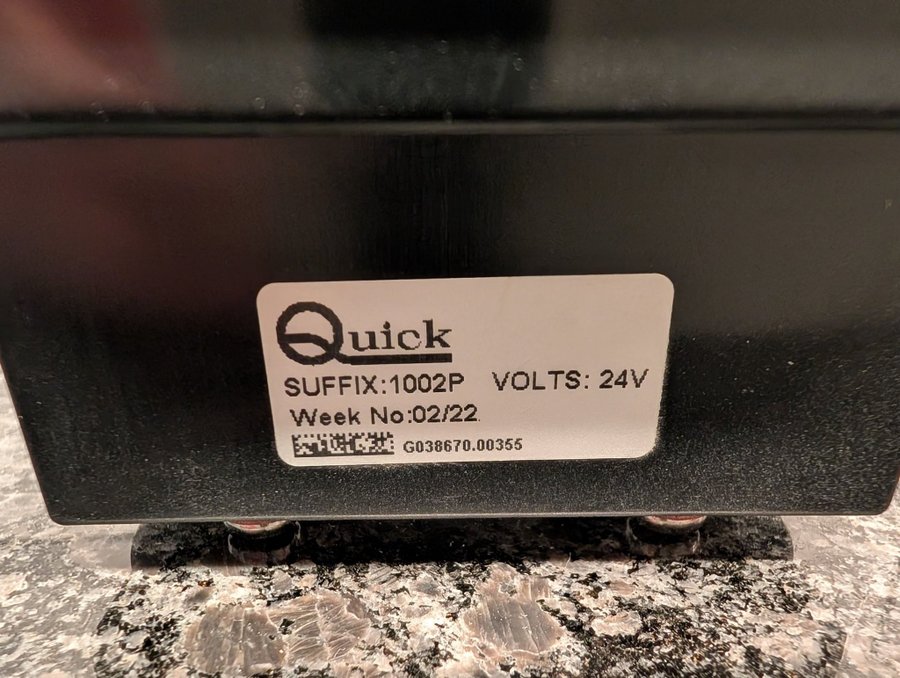 Quick
SUFFIX:1002P VOLTS: 24V
Week No:02/22
G038670.00355